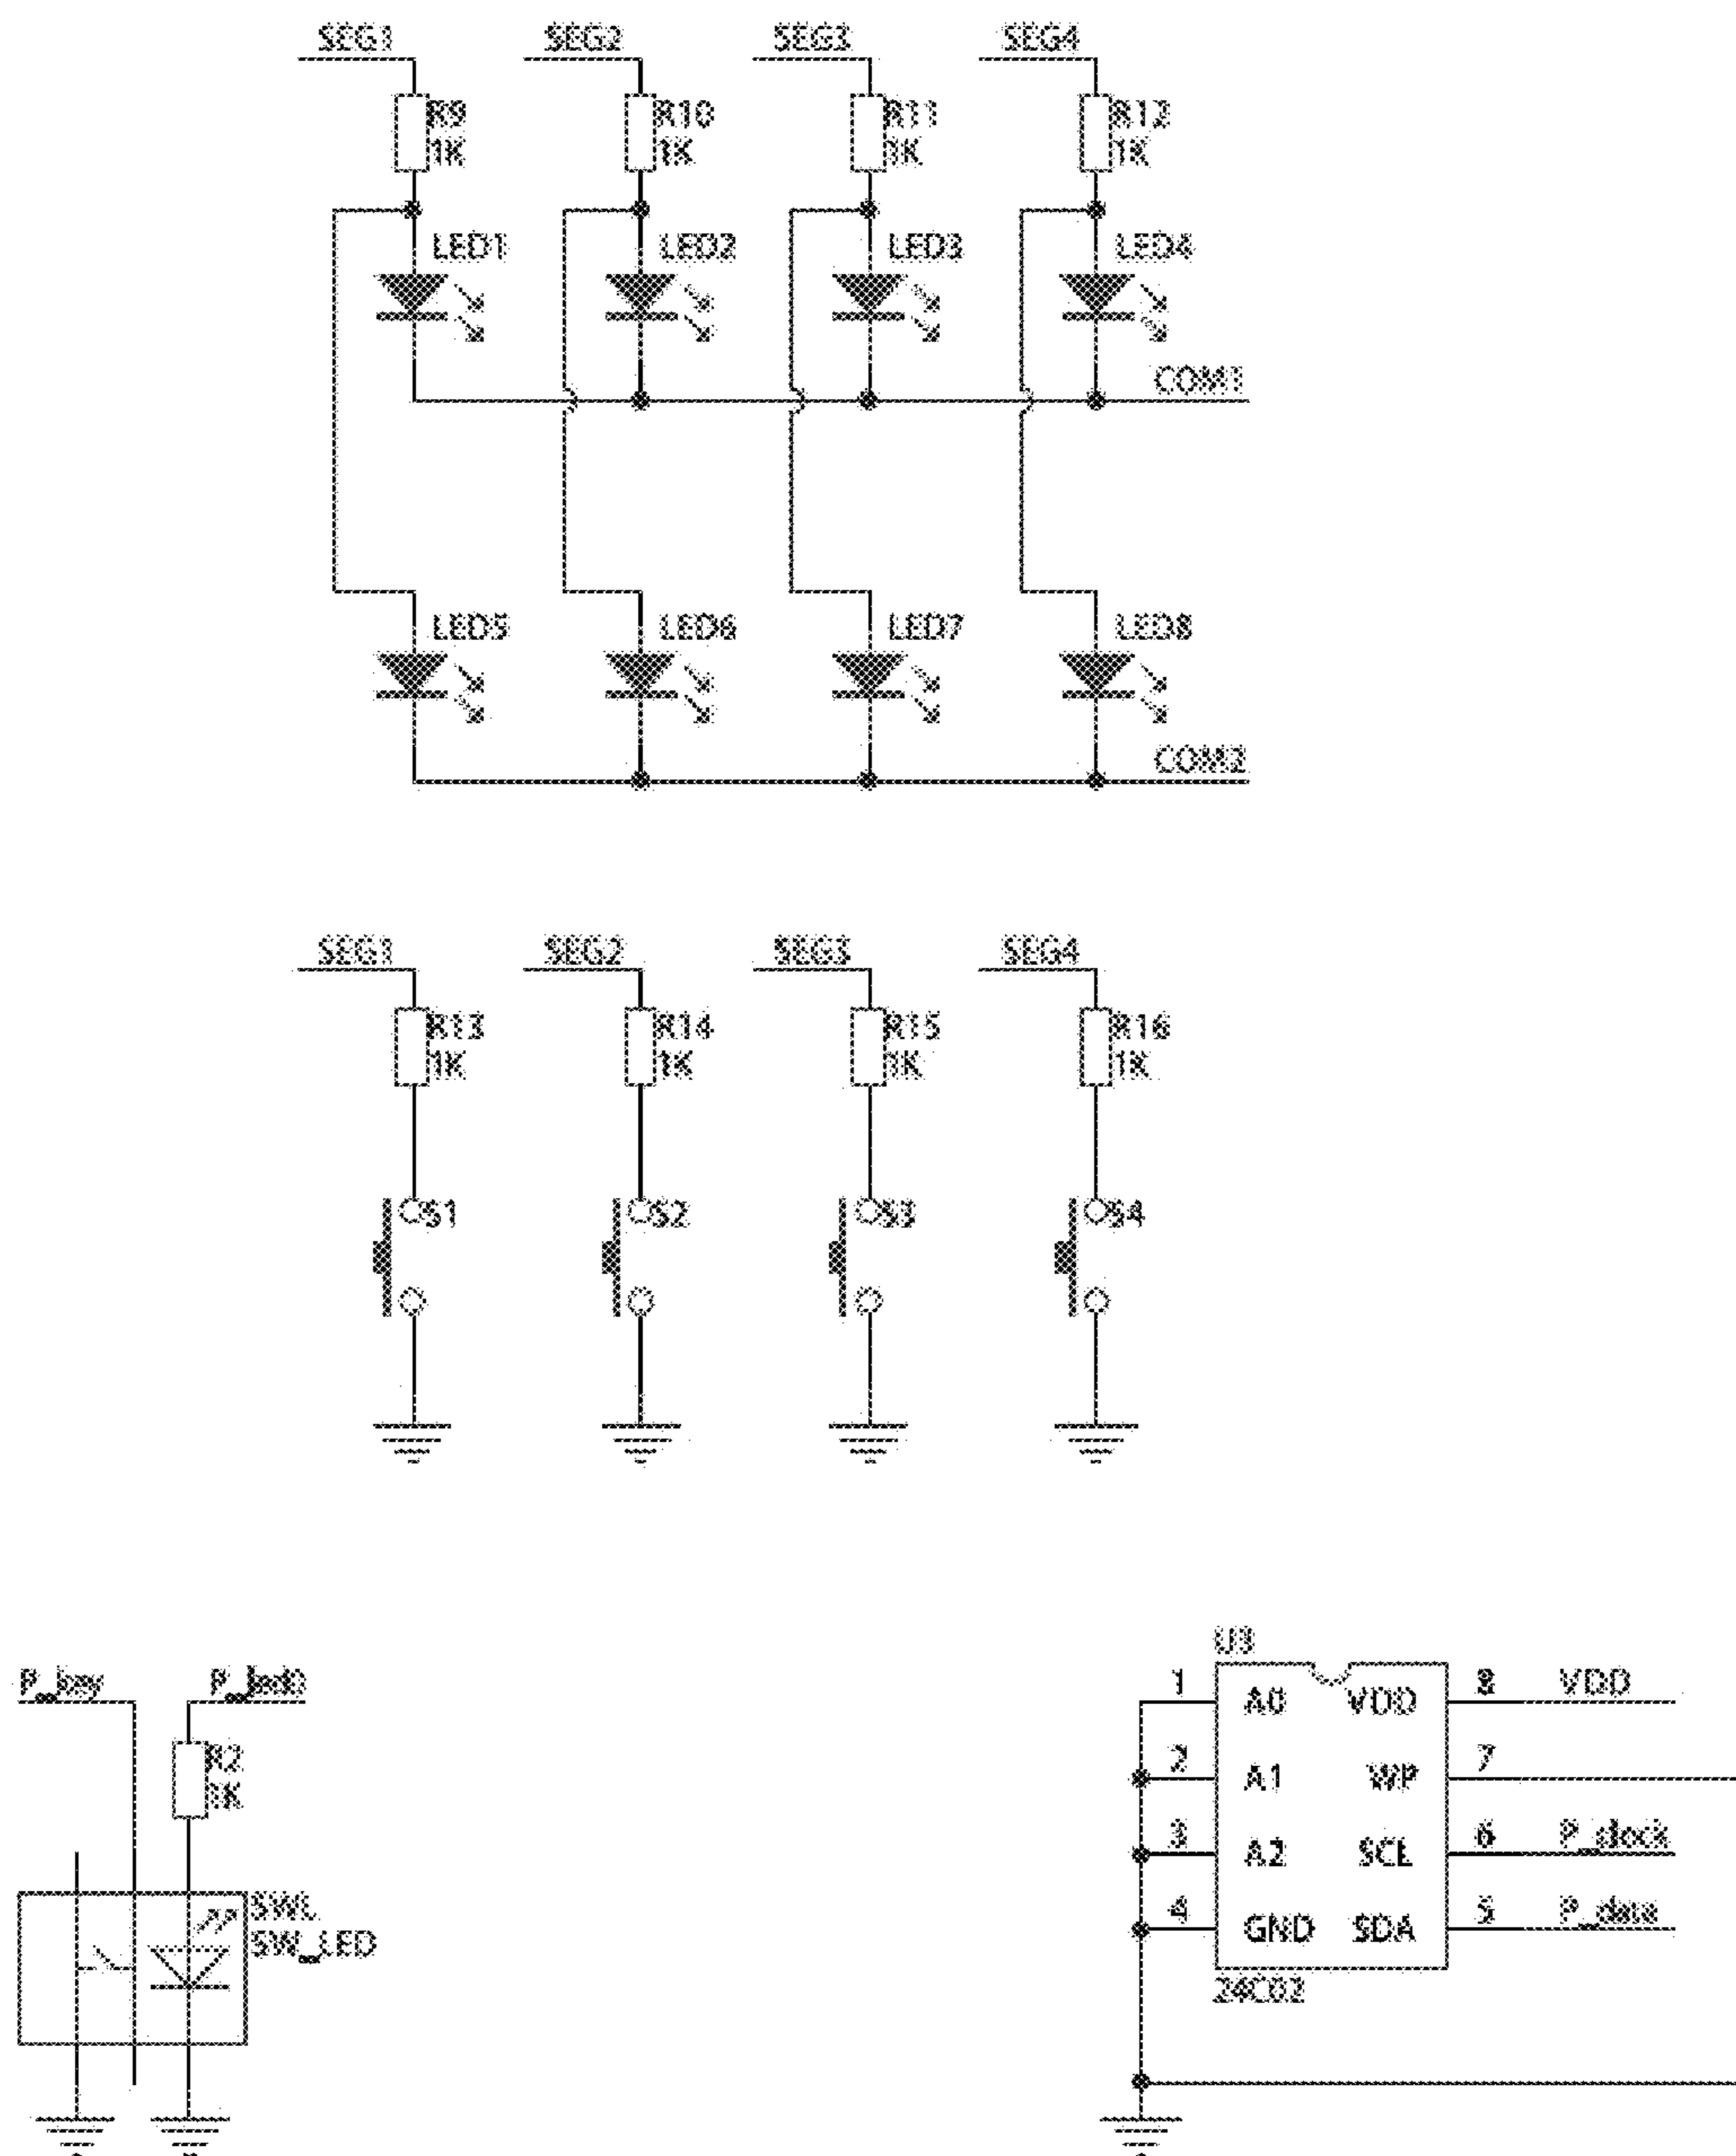 SEG1 SEG2 SEG3 SEG4
R9 R10 R11 R12
1K 1K 1K 1K
LED1 LED2 LED3 LED4
COM1
LED5 LED6 LED7 LED8
COM2
SEG1 SEG2 SEG3 SEG4
R13 R14 R15 R16
1K 1K 1K 1K
S1 S2 S3 S4
P_key P_led0
R2
1K
SWL
SW_LED
U3
1 A0 VDD 8 VDD
2 A1 WP 7
3 A2 SCL 6 P_clock
4 GND SDA 5 P_data
24C02